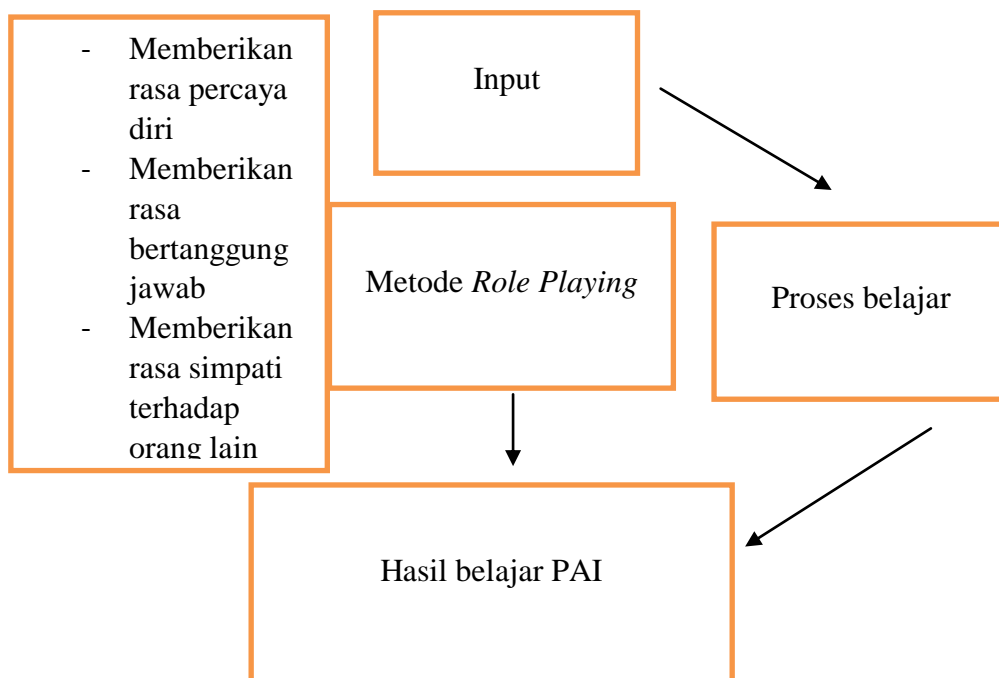 - Memberikan
rasa percaya
diri
- Memberikan
rasa
bertanggung
jawab
- Memberikan
rasa simpati
terhadap
orang lain
Input
Metode Role Playing
Proses belajar
Hasil belajar PAI